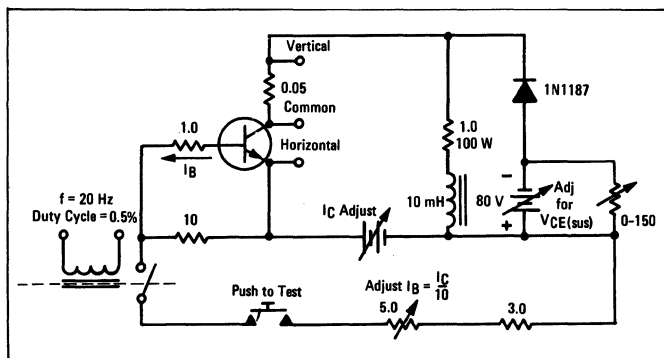 Vertical
0.05
1N1187
Common
1.0
1.0
100 W
Horizontal
I_B
f = 20 Hz
Duty Cycle = 0.5%
I_C Adjust
10 mH
80 V
−
+
Adj
for
V_CE(sus)
0-150
10
Push to Test
Adjust I_B = I_C/10
5.0
3.0